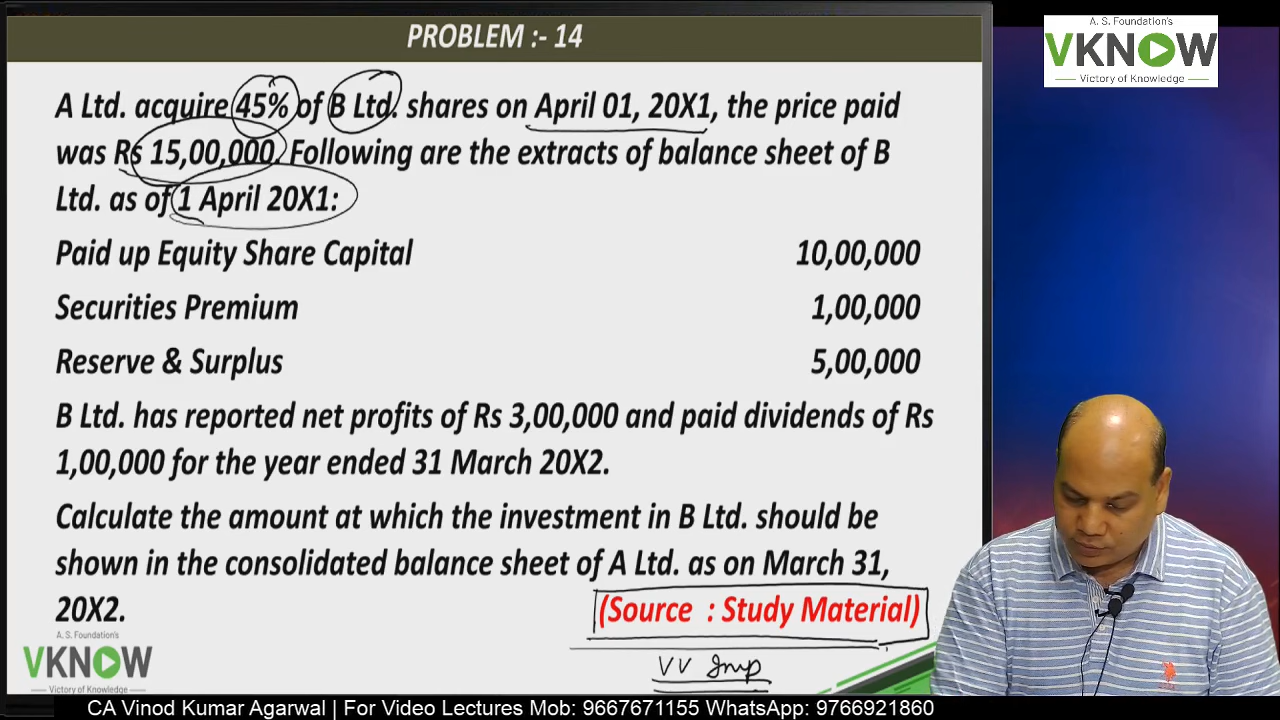 PROBLEM :- 14
A. S. Foundation's
VKNOW
Victory of Knowledge
A Ltd. acquire 45% of B Ltd. shares on April 01, 20X1, the price paid
was Rs 15,00,000. Following are the extracts of balance sheet of B
Ltd. as of 1 April 20X1:
Paid up Equity Share Capital 10,00,000
Securities Premium 1,00,000
Reserve & Surplus 5,00,000
B Ltd. has reported net profits of Rs 3,00,000 and paid dividends of Rs
1,00,000 for the year ended 31 March 20X2.
Calculate the amount at which the investment in B Ltd. should be
shown in the consolidated balance sheet of A Ltd. as on March 31,
20X2.
(Source : Study Material)
VV Imp
A. S. Foundation's
VKNOW
Victory of Knowledge
CA Vinod Kumar Agarwal | For Video Lectures Mob: 9667671155 WhatsApp: 9766921860